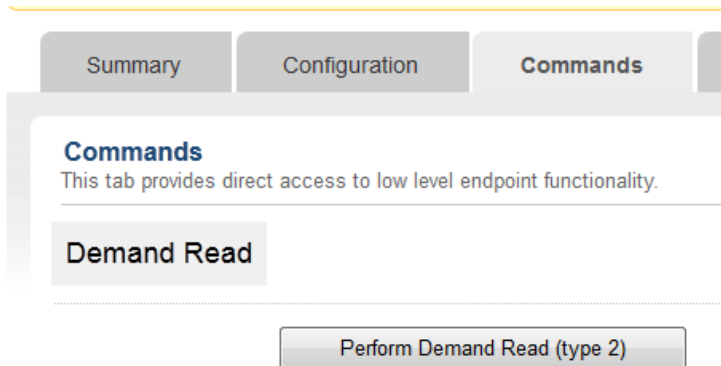 Summary Configuration Commands
Commands
This tab provides direct access to low level endpoint functionality.
Demand Read
Perform Demand Read (type 2)